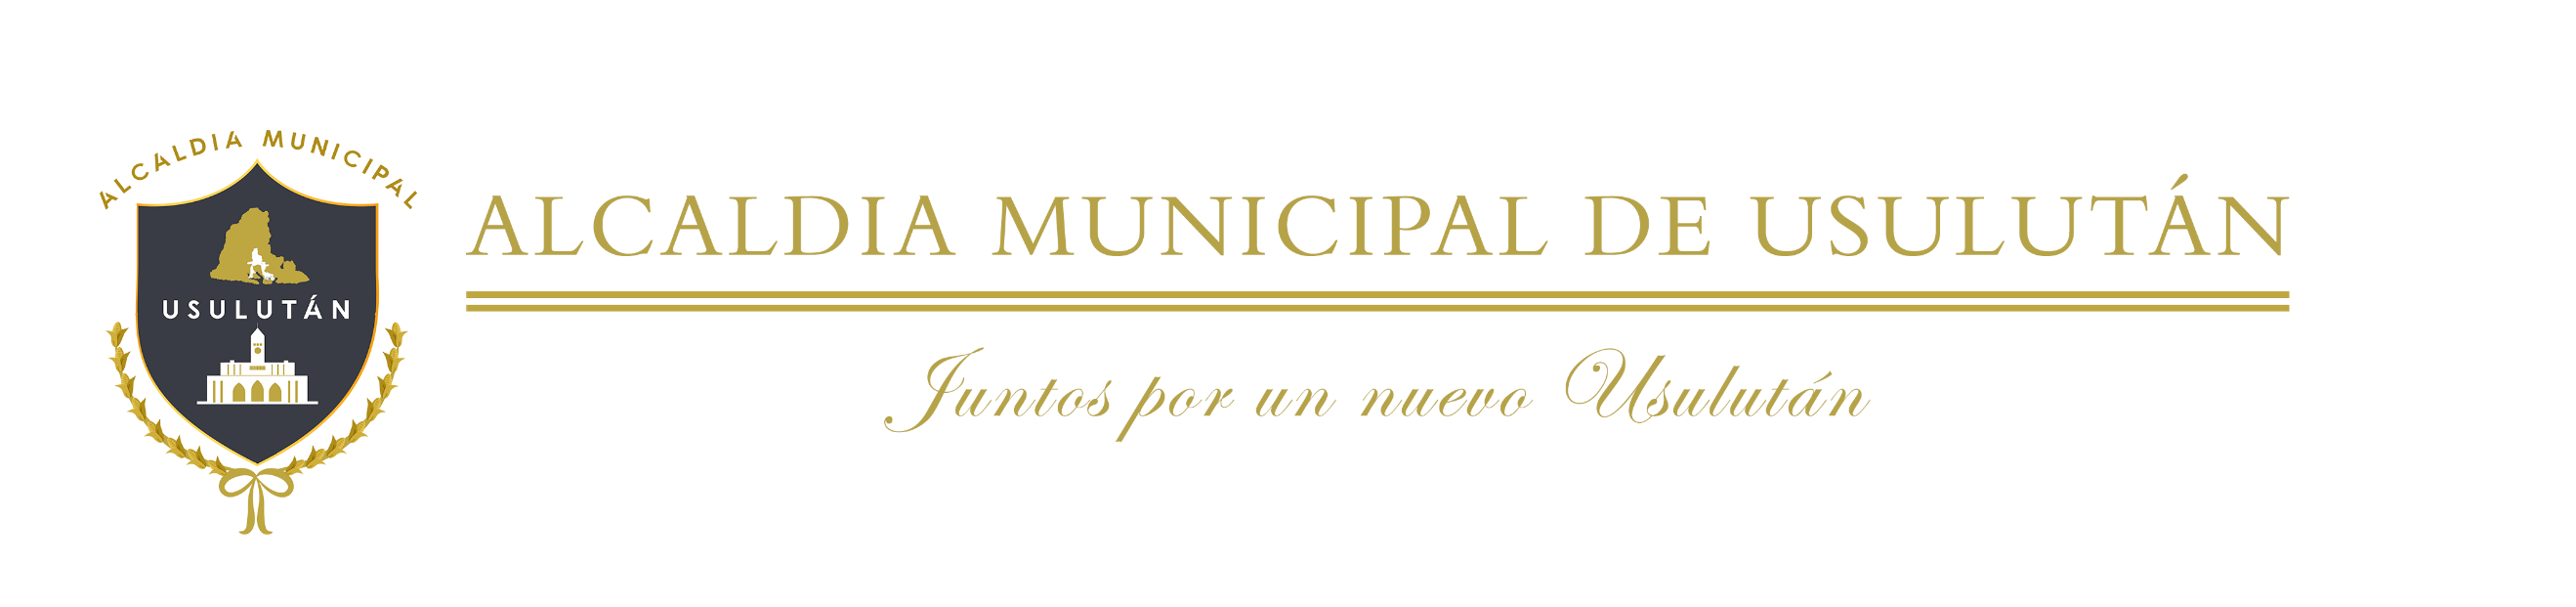 ALCALDIA MUNICIPAL
USULUTÁN
ALCALDIA MUNICIPAL DE USULUTÁN
Juntos por un nuevo Usulután